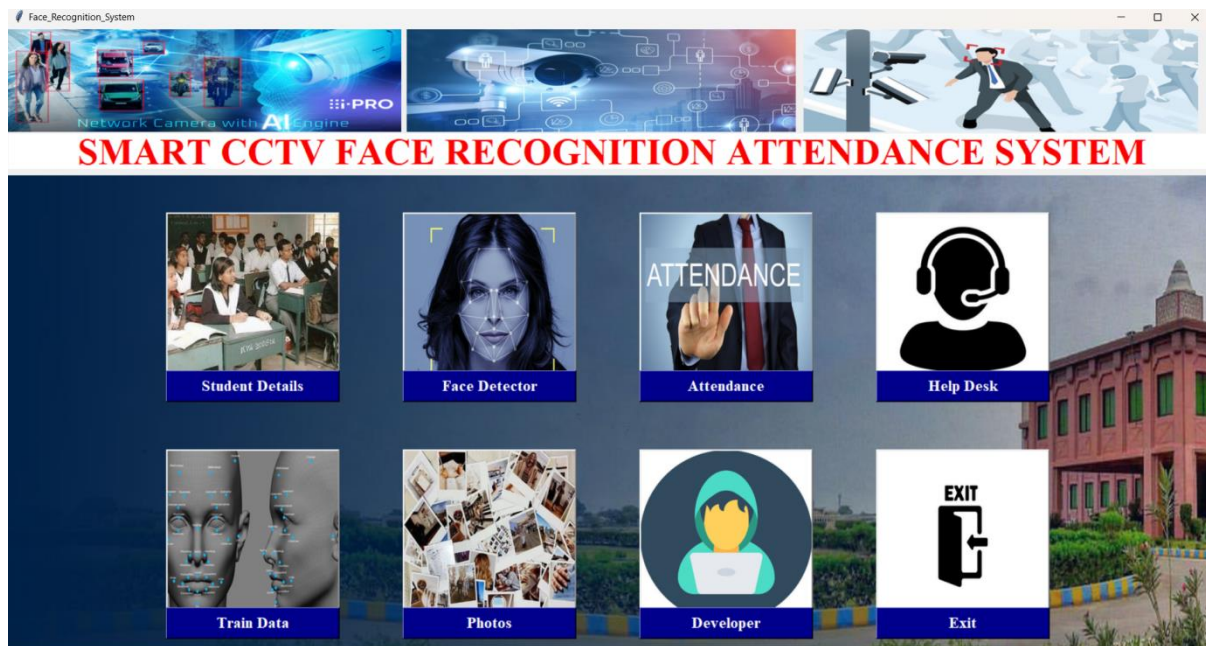 Face_Recognition_System
i-PRO
Network Camera with AI Engine
SMART CCTV FACE RECOGNITION ATTENDANCE SYSTEM
ATTENDANCE
Student Details
Face Detector
Attendance
Help Desk
EXIT
Train Data
Photos
Developer
Exit